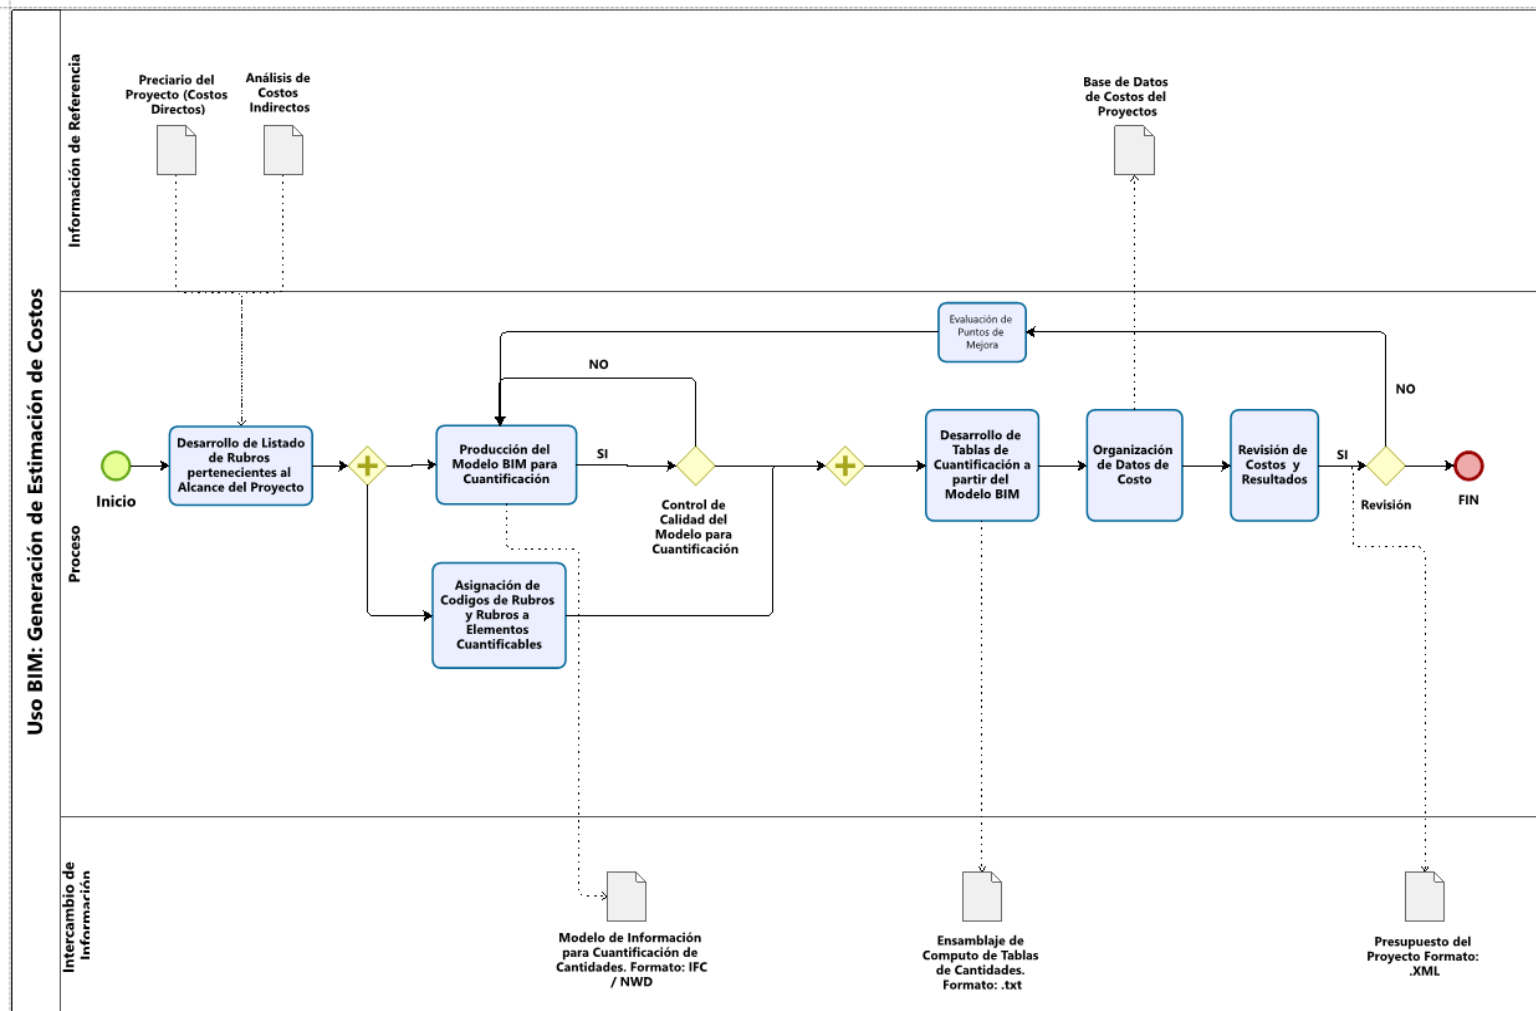 Uso BIM: Generación de Estimación de Costos
Información de Referencia
Preciario del
Proyecto (Costos
Directos)
Análisis de
Costos
Indirectos
Base de Datos
de Costos del
Proyectos
Proceso
Inicio
Desarrollo de Listado
de Rubros
pertenecientes al
Alcance del Proyecto
Producción del
Modelo BIM para
Cuantificación
NO
SI
Control de
Calidad del
Modelo para
Cuantificación
Asignación de
Codigos de Rubros
y Rubros a
Elementos
Cuantificables
Evaluación de
Puntos de
Mejora
Desarrollo de
Tablas de
Cuantificación a
partir del
Modelo BIM
Organización
de Datos de
Costo
Revisión de
Costos y
Resultados
SI
NO
Revisión
FIN
Intercambio de
Información
Modelo de Información
para Cuantificación de
Cantidades. Formato: IFC
/ NWD
Ensamblaje de
Computo de Tablas
de Cantidades.
Formato: .txt
Presupuesto del
Proyecto Formato:
.XML